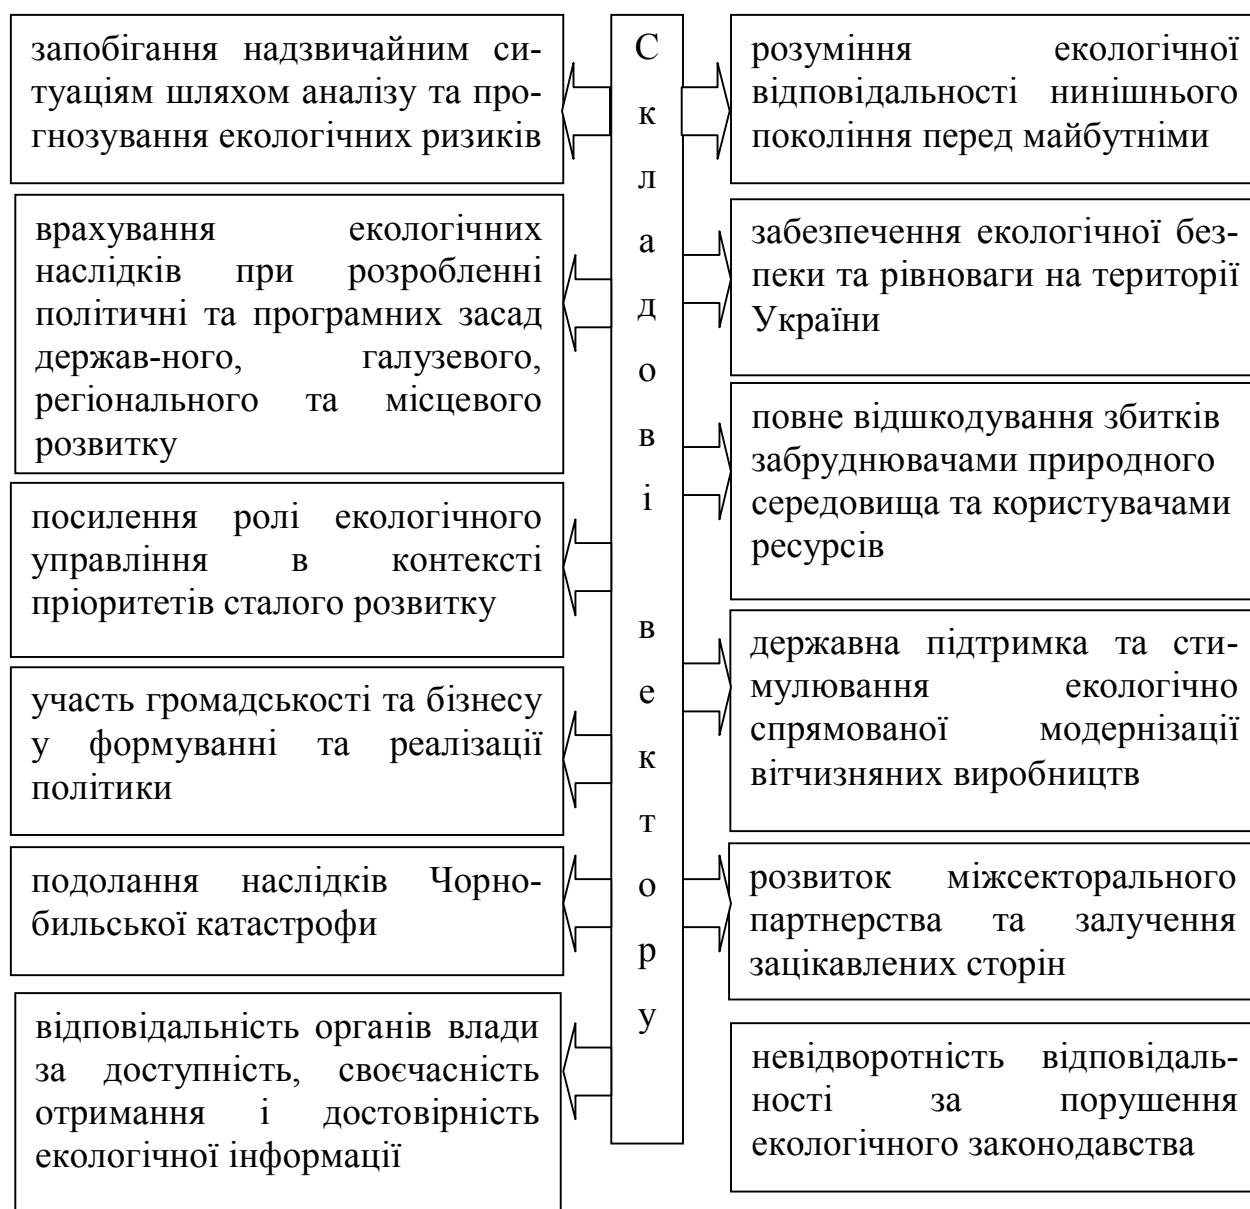 запобігання надзвичайним си-
туаціям шляхом аналізу та про-
гнозування екологічних ризиків
врахування екологічних
наслідків при розробленні
політичні та програмних засад
держав-ного, галузевого,
регіонального та місцевого
розвитку
посилення ролі екологічного
управління в контексті
пріоритетів сталого розвитку
участь громадськості та бізнесу
у формуванні та реалізації
політики
подолання наслідків Чорно-
бильської катастрофи
відповідальність органів влади
за доступність, своєчасність
отримання і достовірність
екологічної інформації
Складові вектору
розуміння екологічної
відповідальності нинішнього
покоління перед майбутніми
забезпечення екологічної без-
пеки та рівноваги на території
України
повне відшкодування збитків
забруднювачами природного
середовища та користувачами
ресурсів
державна підтримка та сти-
мулювання екологічно
спрямованої модернізації
вітчизняних виробництв
розвиток міжсекторального
партнерства та залучення
зацікавлених сторін
невідворотність відповідаль-
ності за порушення
екологічного законодавства